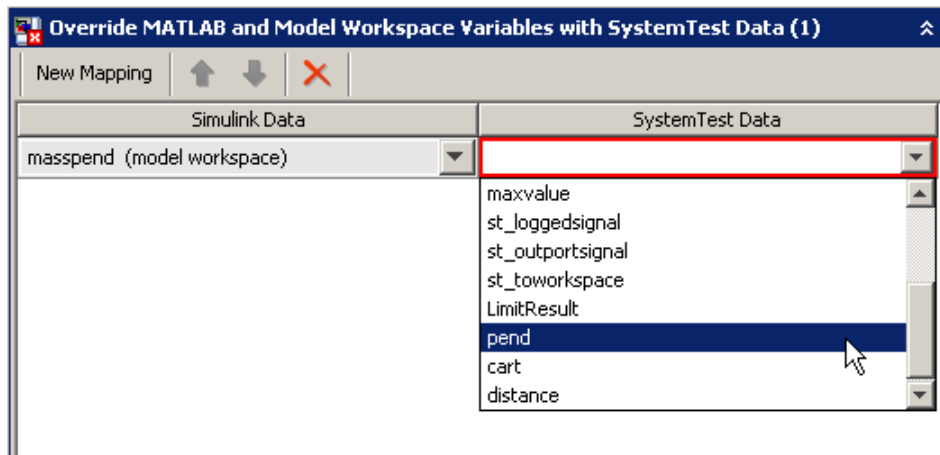 Override MATLAB and Model Workspace Variables with SystemTest Data (1)
New Mapping
Simulink Data
SystemTest Data
masspend (model workspace)
maxvalue
st_loggedsignal
st_outportsignal
st_toworkspace
LimitResult
pend
cart
distance